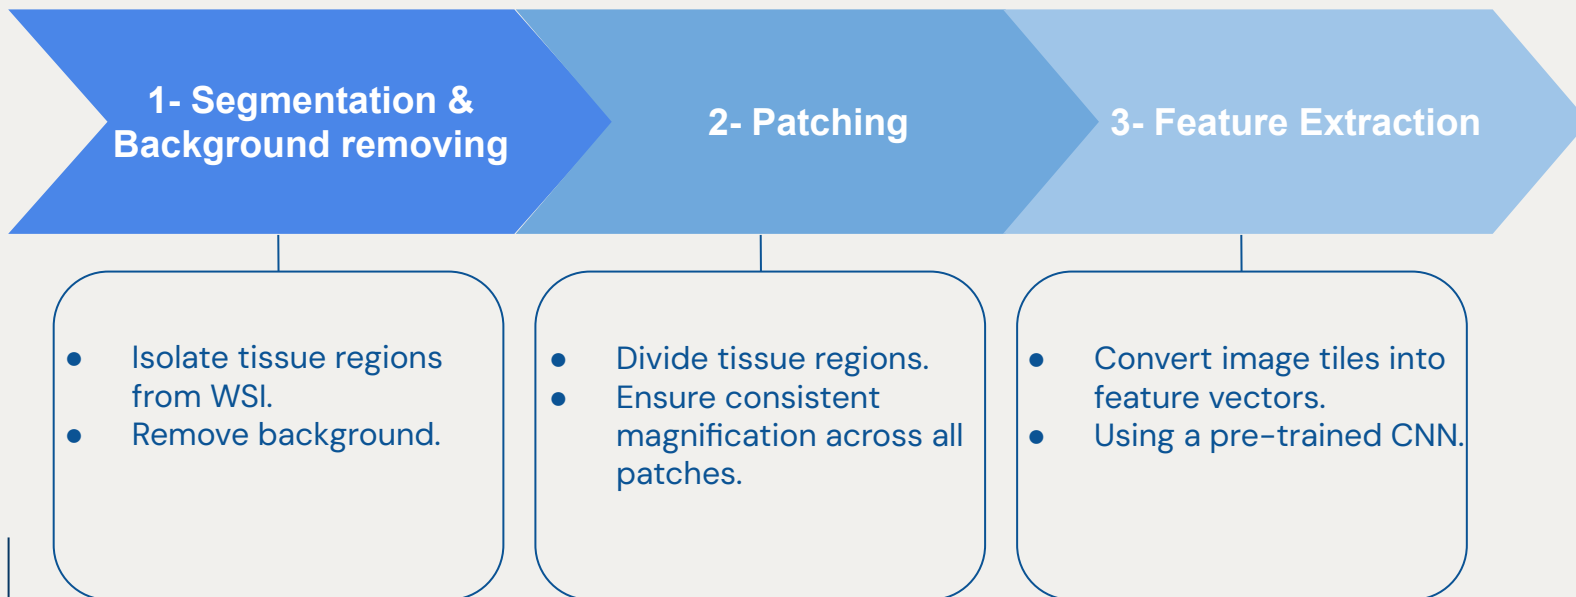 1- Segmentation &
Background removing
2- Patching
3- Feature Extraction
● Isolate tissue regions
from WSI.
● Remove background.
● Divide tissue regions.
● Ensure consistent
magnification across all
patches.
● Convert image tiles into
feature vectors.
● Using a pre-trained CNN.